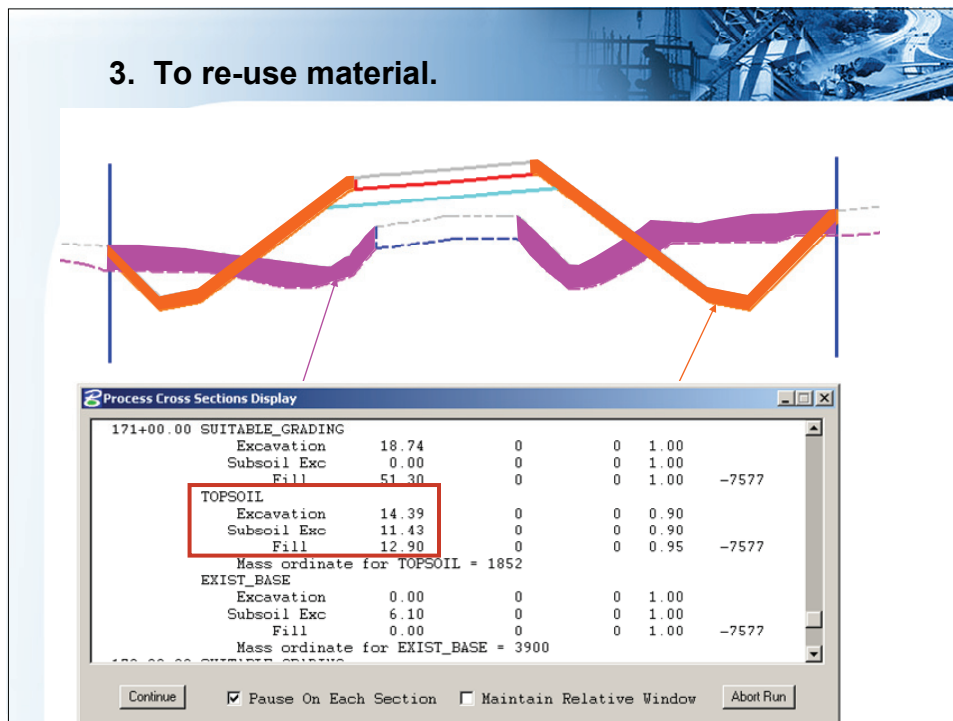 3. To re-use material.
Process Cross Sections Display
171+00.00 SUITABLE_GRADING
Excavation 18.74 0 0 1.00
Subsoil Exc 0.00 0 0 1.00
Fill 51.30 0 0 1.00 -7577
TOPSOIL
Excavation 14.39 0 0 0.90
Subsoil Exc 11.43 0 0 0.90
Fill 12.90 0 0 0.95 -7577
Mass ordinate for TOPSOIL = 1852
EXIST_BASE
Excavation 0.00 0 0 1.00
Subsoil Exc 6.10 0 0 1.00
Fill 0.00 0 0 1.00 -7577
Mass ordinate for EXIST_BASE = 3900
Continue Pause On Each Section Maintain Relative Window Abort Run